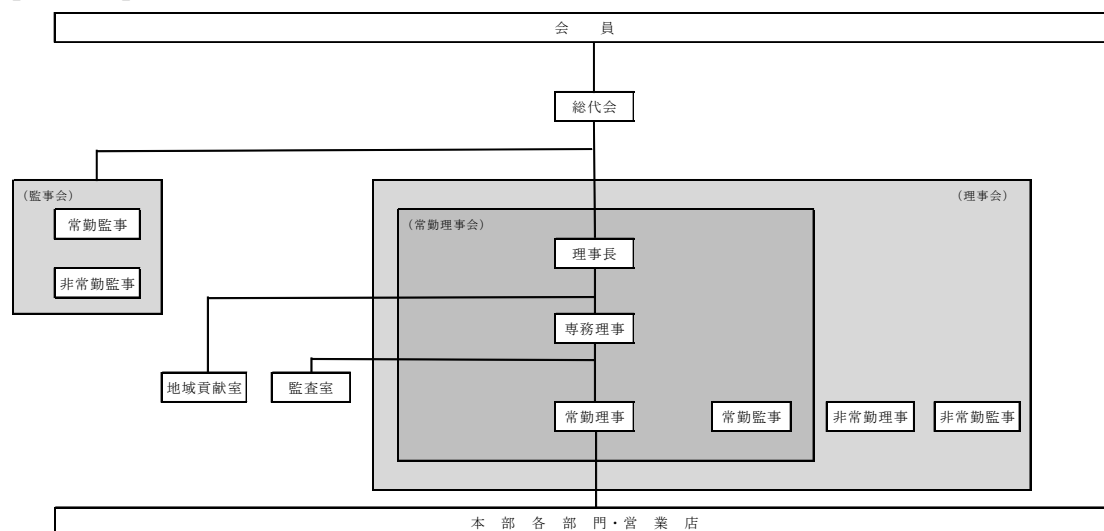 会員
総代会
(監事会)
常勤監事
非常勤監事
(理事会)
(常勤理事会)
理事長
専務理事
地域貢献室
監査室
常勤理事
常勤監事
非常勤理事
非常勤監事
本部各部門・営業店